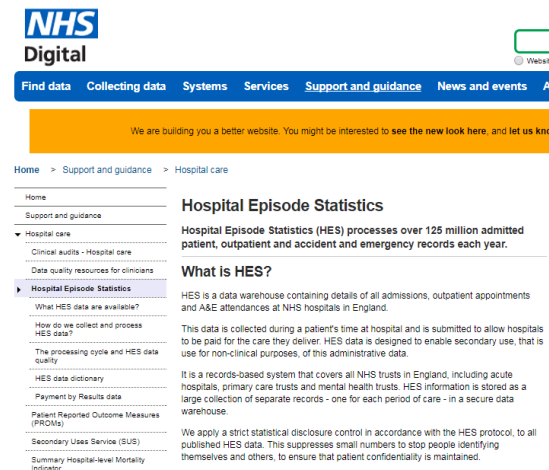 NHS
Digital
Website
Find data Collecting data Systems Services Support and guidance News and events A
We are building you a better website. You might be interested to see the new look here, and let us kno
Home > Support and guidance > Hospital care
Home
Support and guidance
Hospital care
Clinical audits - Hospital care
Data quality resources for clinicians
Hospital Episode Statistics
What HES data are available?
How do we collect and process
HES data?
The processing cycle and HES data
quality
HES data dictionary
Payment by Results data
Patient Reported Outcome Measures
(PROMs)
Secondary Uses Service (SUS)
Summary Hospital-level Mortality
Indicator
Hospital Episode Statistics
Hospital Episode Statistics (HES) processes over 125 million admitted
patient, outpatient and accident and emergency records each year.
What is HES?
HES is a data warehouse containing details of all admissions, outpatient appointments
and A&E attendances at NHS hospitals in England.
This data is collected during a patient's time at hospital and is submitted to allow hospitals
to be paid for the care they deliver. HES data is designed to enable secondary use, that is
use for non-clinical purposes, of this administrative data.
It is a records-based system that covers all NHS trusts in England, including acute
hospitals, primary care trusts and mental health trusts. HES information is stored as a
large collection of separate records - one for each period of care - in a secure data
warehouse.
We apply a strict statistical disclosure control in accordance with the HES protocol, to all
published HES data. This suppresses small numbers to stop people identifying
themselves and others, to ensure that patient confidentiality is maintained.